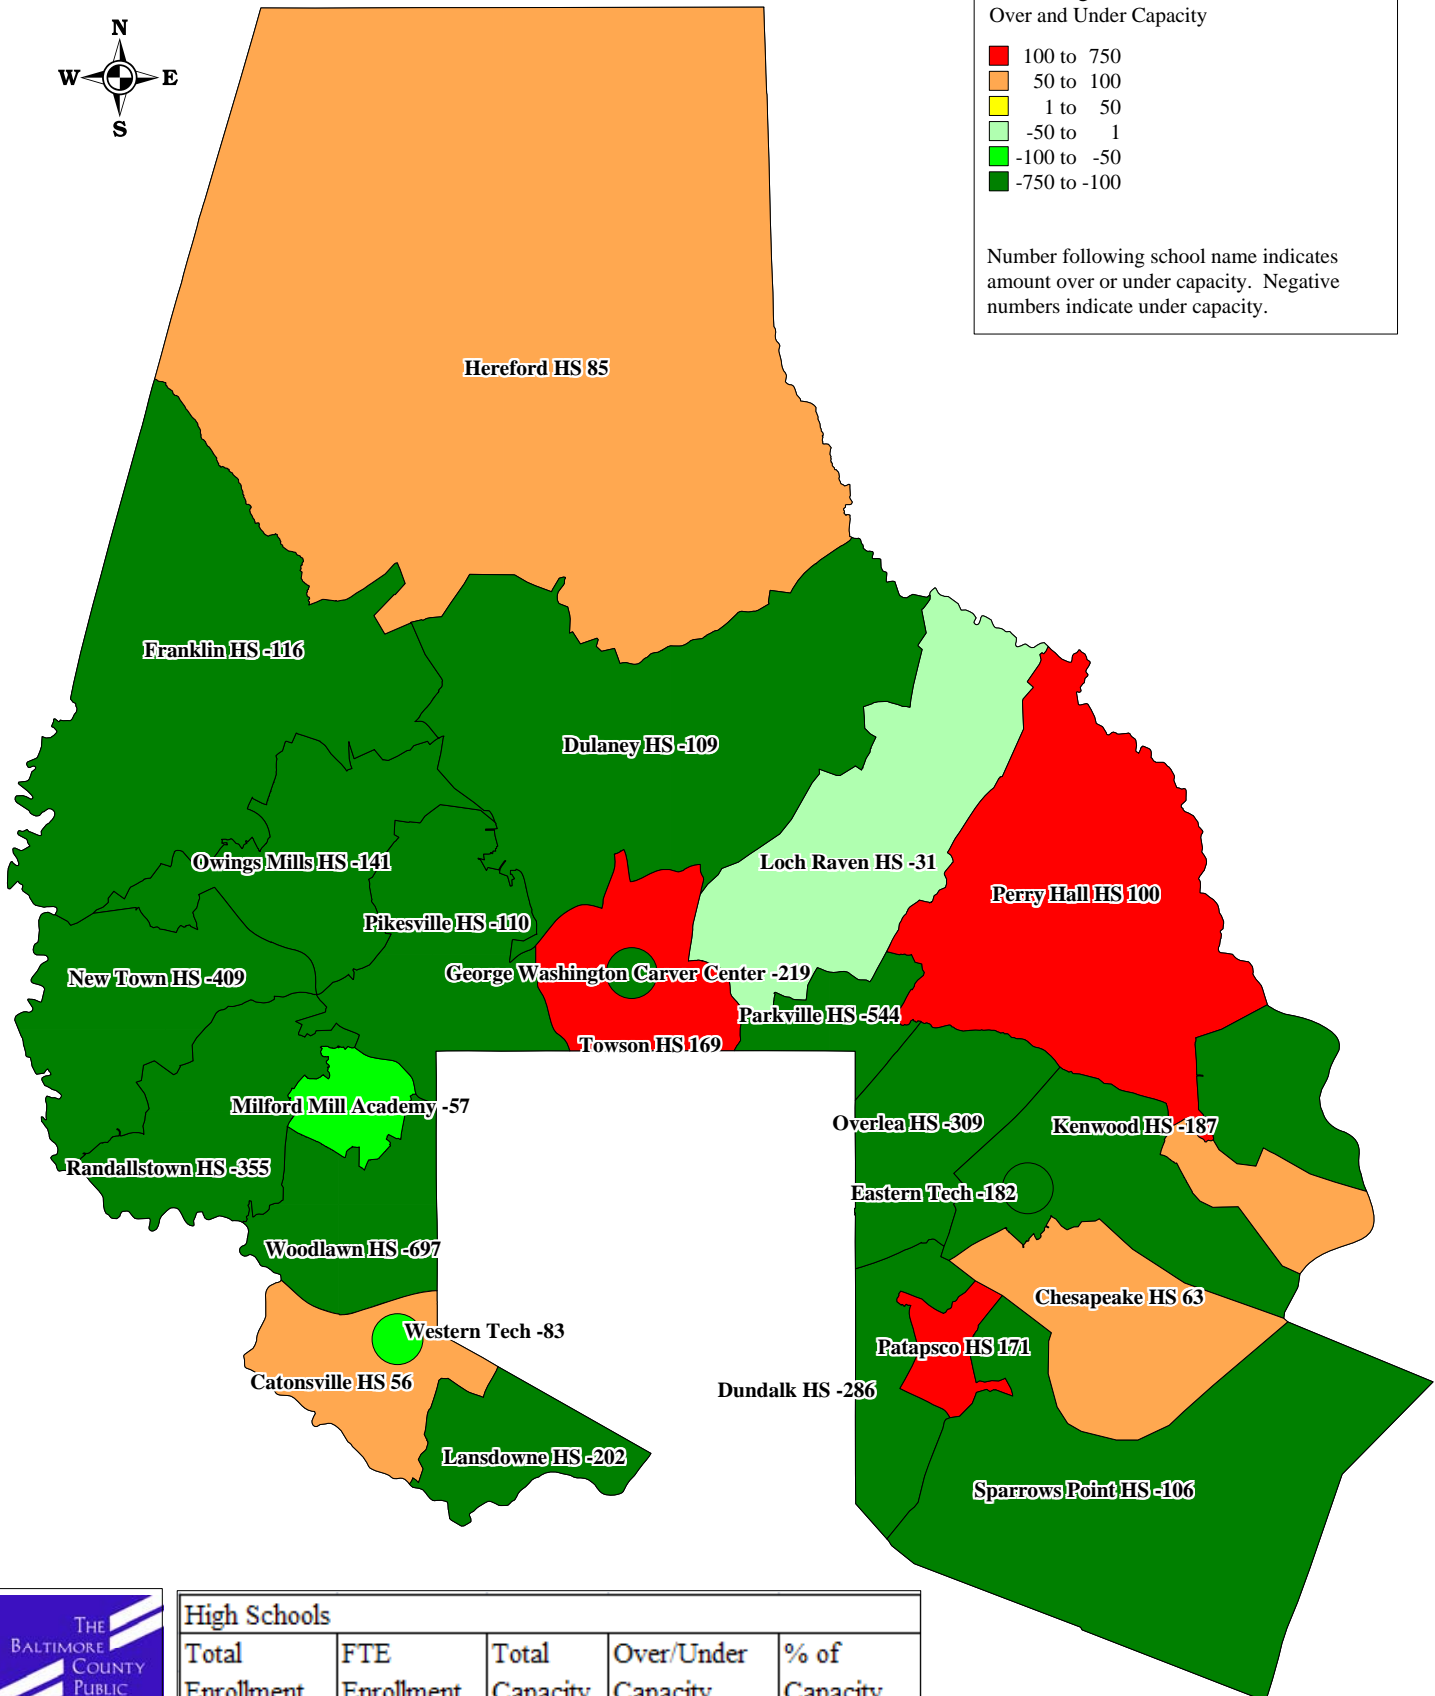 N
W E
S
Over and Under Capacity
100 to 750
50 to 100
1 to 50
-50 to 1
-100 to -50
-750 to -100
Number following school name indicates
amount over or under capacity. Negative
numbers indicate under capacity.
Hereford HS 85
Franklin HS -116
Dulaney HS -109
Owings Mills HS -141
Loch Raven HS -31
Perry Hall HS 100
Pikesville HS -110
New Town HS -409
George Washington Carver Center -219
Parkville HS -544
Towson HS 169
Milford Mill Academy -57
Overlea HS -309
Kenwood HS -187
Randallstown HS -355
Eastern Tech -182
Woodlawn HS -697
Chesapeake HS 63
Western Tech -83
Patapsco HS 171
Catonsville HS 56
Dundalk HS -286
Lansdowne HS -202
Sparrows Point HS -106
THE
BALTIMORE
COUNTY
PUBLIC
High Schools
Total FTE Total Over/Under % of
Enrollment Enrollment Capacity Capacity Capacity